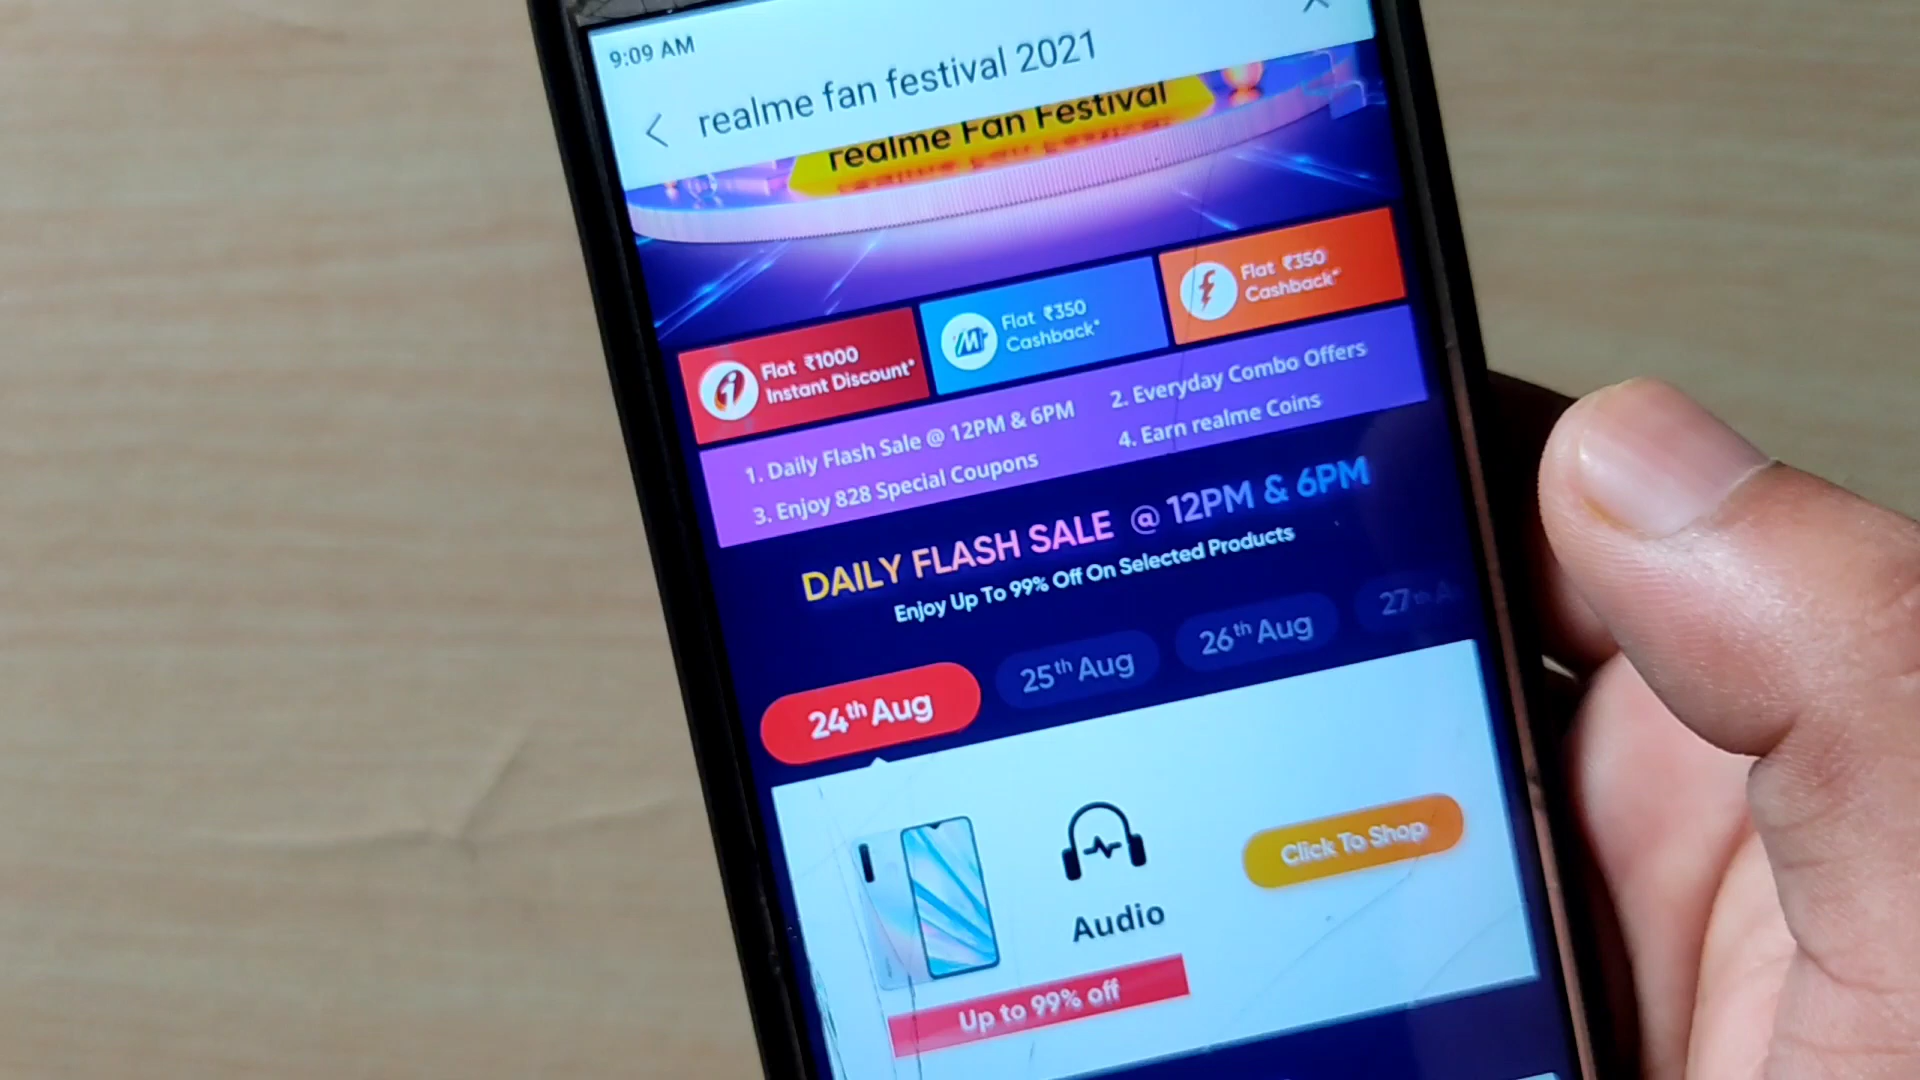 9:09 AM
realme fan festival 2021
realme Fan Festival
Flat ₹1000
Instant Discount*
Flat ₹350
Cashback*
Flat ₹350
Cashback*
1. Daily Flash Sale @ 12PM & 6PM
2. Everyday Combo Offers
3. Enjoy 828 Special Coupons
4. Earn realme Coins
DAILY FLASH SALE @ 12PM & 6PM
Enjoy Up To 99% Off On Selected Products
24th Aug
25th Aug
26th Aug
27th A
Audio
Click To Shop
Up to 99% off